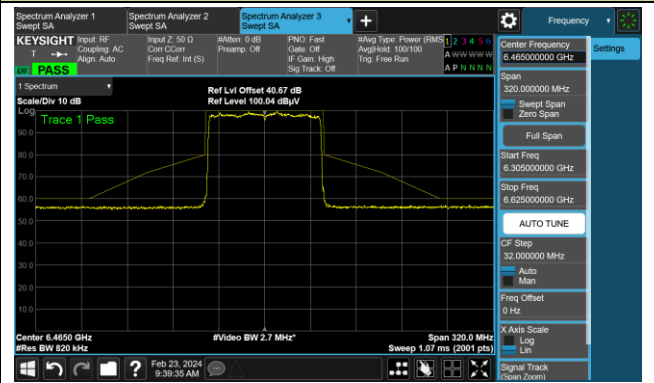 Spectrum Analyzer 1
Swept SA
Spectrum Analyzer 2
Swept SA
Spectrum Analyzer 3
Swept SA
Frequency
KEYSIGHT
T
PASS
Input: RF
Coupling: AC
Align: Auto
Input Z: 50 Ω
Corr CCorr
Freq Ref: Int (S)
#Atten: 0 dB
Preamp: Off
PNO: Fast
Gate: Off
IF Gain: High
Sig Track: Off
#Avg Type: Power (RMS
Avg|Hold: 100/100
Trig: Free Run
1 2 3 4 5 6
A W W W W W
A P N N N N
1 Spectrum
Scale/Div 10 dB
Ref Lvl Offset 40.67 dB
Ref Level 100.04 dBµV
Log
Trace 1 Pass
90.0
80.0
70.0
60.0
50.0
40.0
30.0
20.0
10.0
Center 6.4650 GHz
#Res BW 820 kHz
#Video BW 2.7 MHz*
Span 320.0 MHz
Sweep 1.07 ms (2001 pts)
Feb 23, 2024
9:39:35 AM
Center Frequency
6.465000000 GHz
Span
320.000000 MHz
Swept Span
Zero Span
Full Span
Start Freq
6.305000000 GHz
Stop Freq
6.625000000 GHz
AUTO TUNE
CF Step
32.000000 MHz
Auto
Man
Freq Offset
0 Hz
X Axis Scale
Log
Lin
Signal Track
(Span Zoom)
Settings